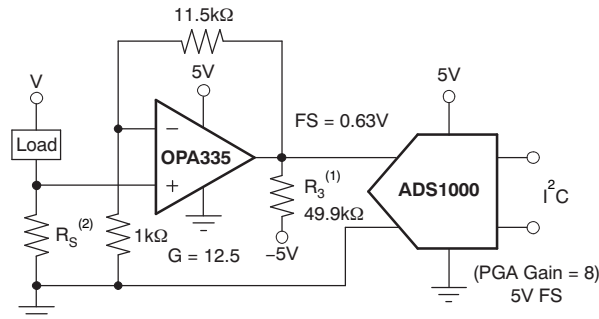 11.5kΩ
V
5V
5V
Load
−
OPA335
+
FS = 0.63V
R3(1)
49.9kΩ
−5V
ADS1000
I2C
RS(2)
1kΩ
G = 12.5
(PGA Gain = 8)
5V FS